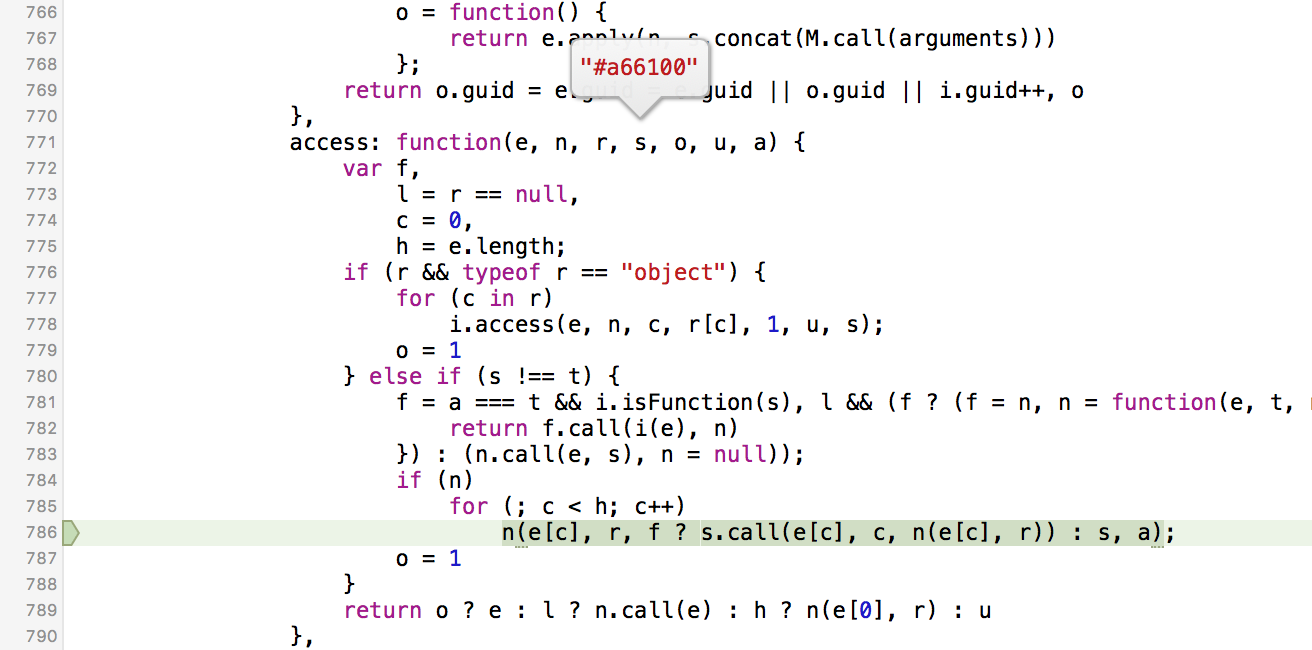 766 o = function() {
767 return e.apply(n, s.concat(M.call(arguments)))
768 };
"#a66100"
769 return o.guid = e.guid = e.guid || o.guid || i.guid++, o
770 },
771 access: function(e, n, r, s, o, u, a) {
772 var f,
773 l = r == null,
774 c = 0,
775 h = e.length;
776 if (r && typeof r == "object") {
777 for (c in r)
778 i.access(e, n, c, r[c], 1, u, s);
779 o = 1
780 } else if (s !== t) {
781 f = a === t && i.isFunction(s), l && (f ? (f = n, n = function(e, t,
782 return f.call(i(e), n)
783 }) : (n.call(e, s), n = null));
784 if (n)
785 for (; c < h; c++)
786 n(e[c], r, f ? s.call(e[c], c, n(e[c], r)) : s, a);
787 o = 1
788 }
789 return o ? e : l ? n.call(e) : h ? n(e[0], r) : u
790 },